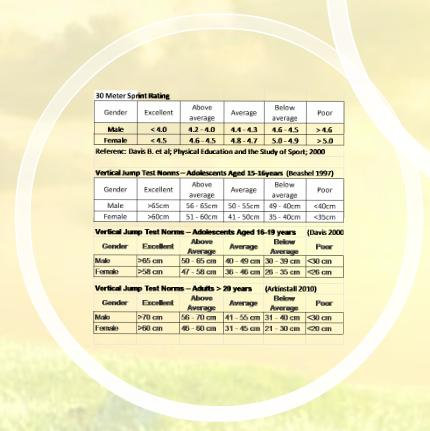 30 Meter Sprint Rating
Gender Excellent Above average Average Below average Poor
Male < 4.0 4.2 - 4.0 4.4 - 4.3 4.6 - 4.5 > 4.6
Female < 4.5 4.6 - 4.5 4.8 - 4.7 5.0 - 4.9 > 5.0
Referenc: Davis B. et al; Physical Education and the Study of Sport; 2000
Vertical Jump Test Norms – Adolescents Aged 15-16years (Beashel 1997)
Gender Excellent Above average Average Below average Poor
Male >65cm 56 - 65cm 50 - 55cm 49 - 40cm <40cm
Female >60cm 51 - 60cm 41 - 50cm 35 - 40cm <35cm
Vertical Jump Test Norms – Adolescents Aged 16-19 years (Davis 2000
Gender Excellent Above Average Average Below Average Poor
Male >65 cm 50 - 65 cm 40 - 49 cm 30 - 39 cm <30 cm
Female >58 cm 47 - 58 cm 36 - 46 cm 26 - 35 cm <26 cm
Vertical Jump Test Norms – Adults > 20 years (Arkinstall 2010)
Gender Excellent Above Average Average Below Average Poor
Male >70 cm 56 - 70 cm 41 - 55 cm 31 - 40 cm <30 cm
Female >60 cm 46 - 60 cm 31 - 45 cm 21 - 30 cm <20 cm